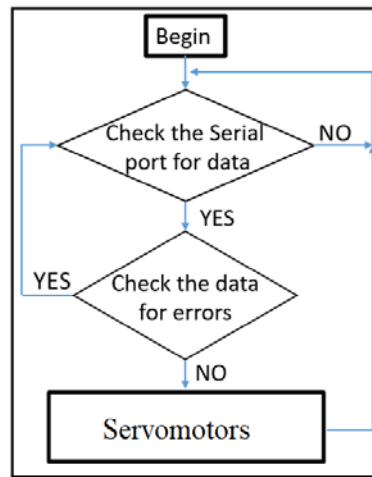 Begin
Check the Serial
port for data
NO
YES
YES
Check the data
for errors
NO
Servomotors